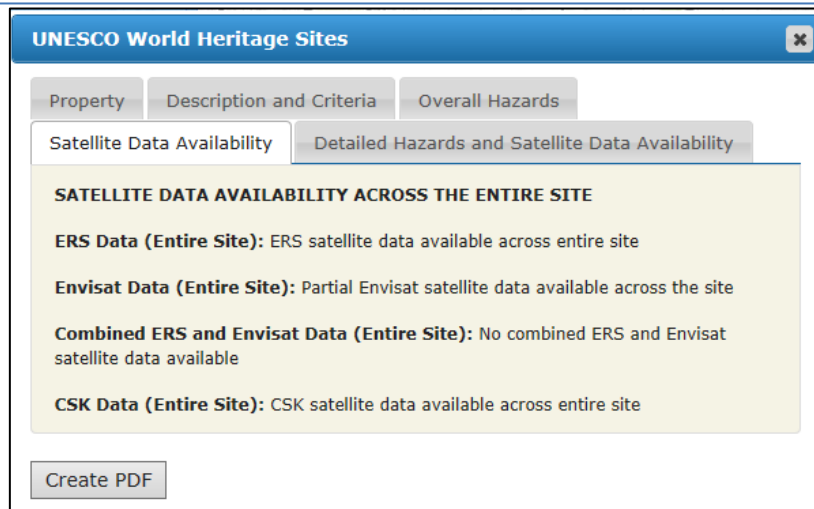 UNESCO World Heritage Sites
Property
Description and Criteria
Overall Hazards
Satellite Data Availability
Detailed Hazards and Satellite Data Availability
SATELLITE DATA AVAILABILITY ACROSS THE ENTIRE SITE
ERS Data (Entire Site): ERS satellite data available across entire site
Envisat Data (Entire Site): Partial Envisat satellite data available across the site
Combined ERS and Envisat Data (Entire Site): No combined ERS and Envisat
satellite data available
CSK Data (Entire Site): CSK satellite data available across entire site
Create PDF